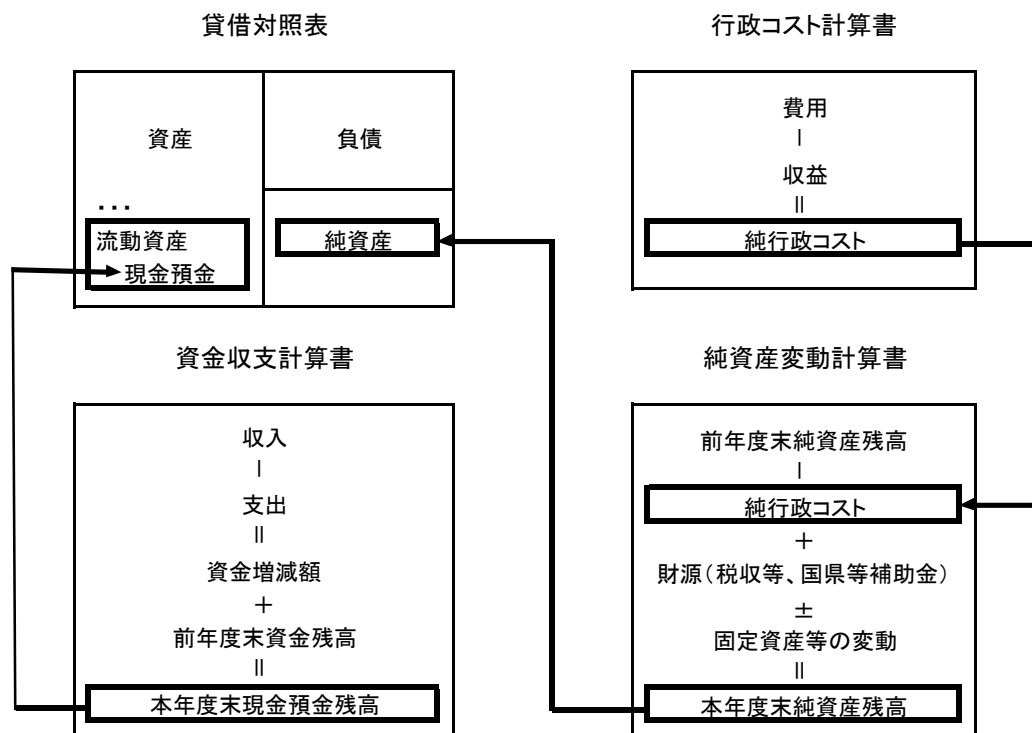 貸借対照表
資産
負債
・・・
流動資産
現金預金
純資産
行政コスト計算書
費用
－
収益
＝
純行政コスト
資金収支計算書
収入
－
支出
＝
資金増減額
＋
前年度末資金残高
＝
本年度末現金預金残高
純資産変動計算書
前年度末純資産残高
－
純行政コスト
＋
財源（税収等、国県等補助金）
±
固定資産等の変動
＝
本年度末純資産残高